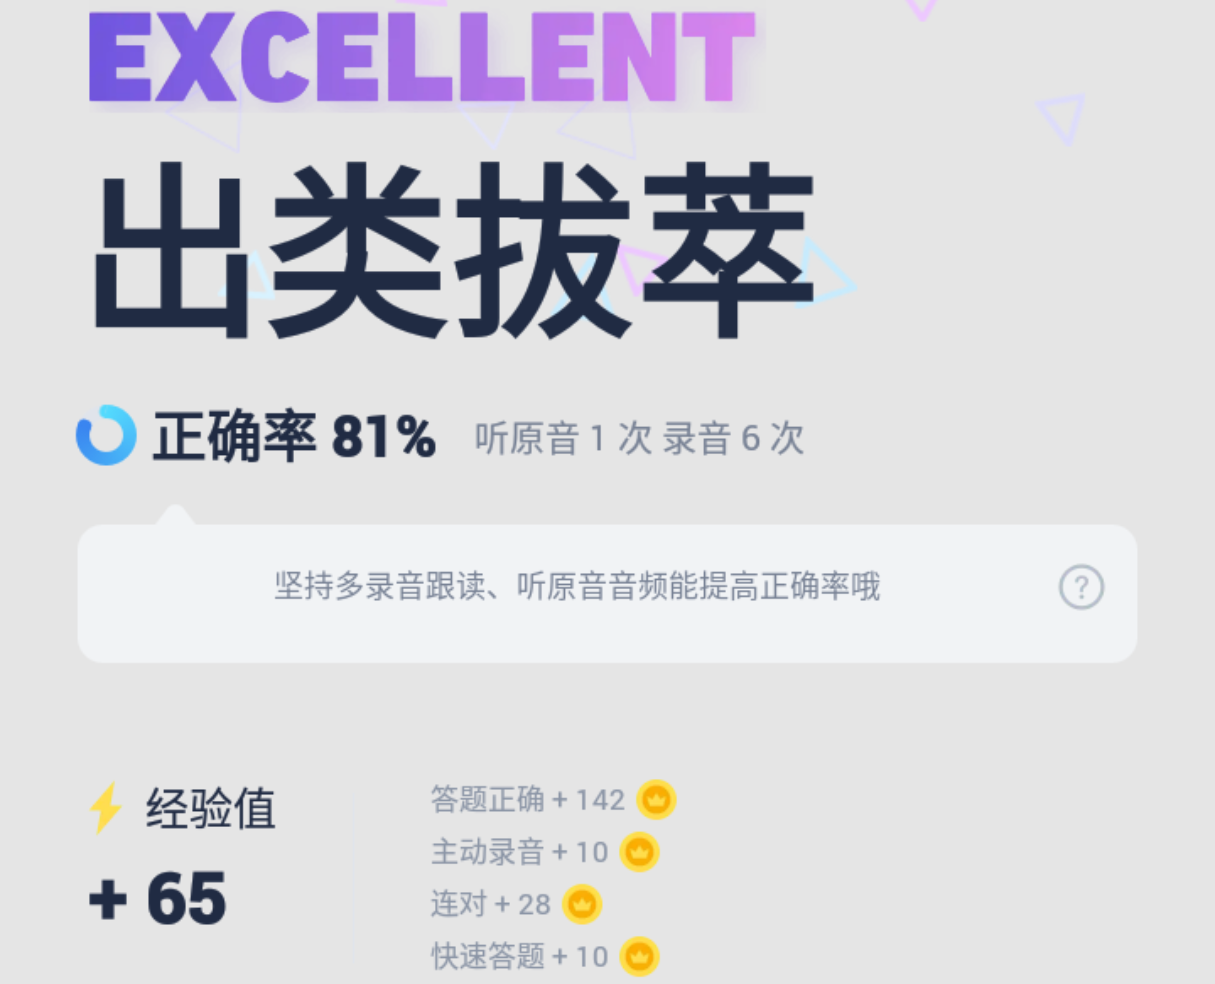 EXCELLENT
出类拔萃
正确率 81% 听原音 1 次 录音 6 次
坚持多录音跟读、听原音音频能提高正确率哦 ?
经验值
+ 65
答题正确 + 142
主动录音 + 10
连对 + 28
快速答题 + 10